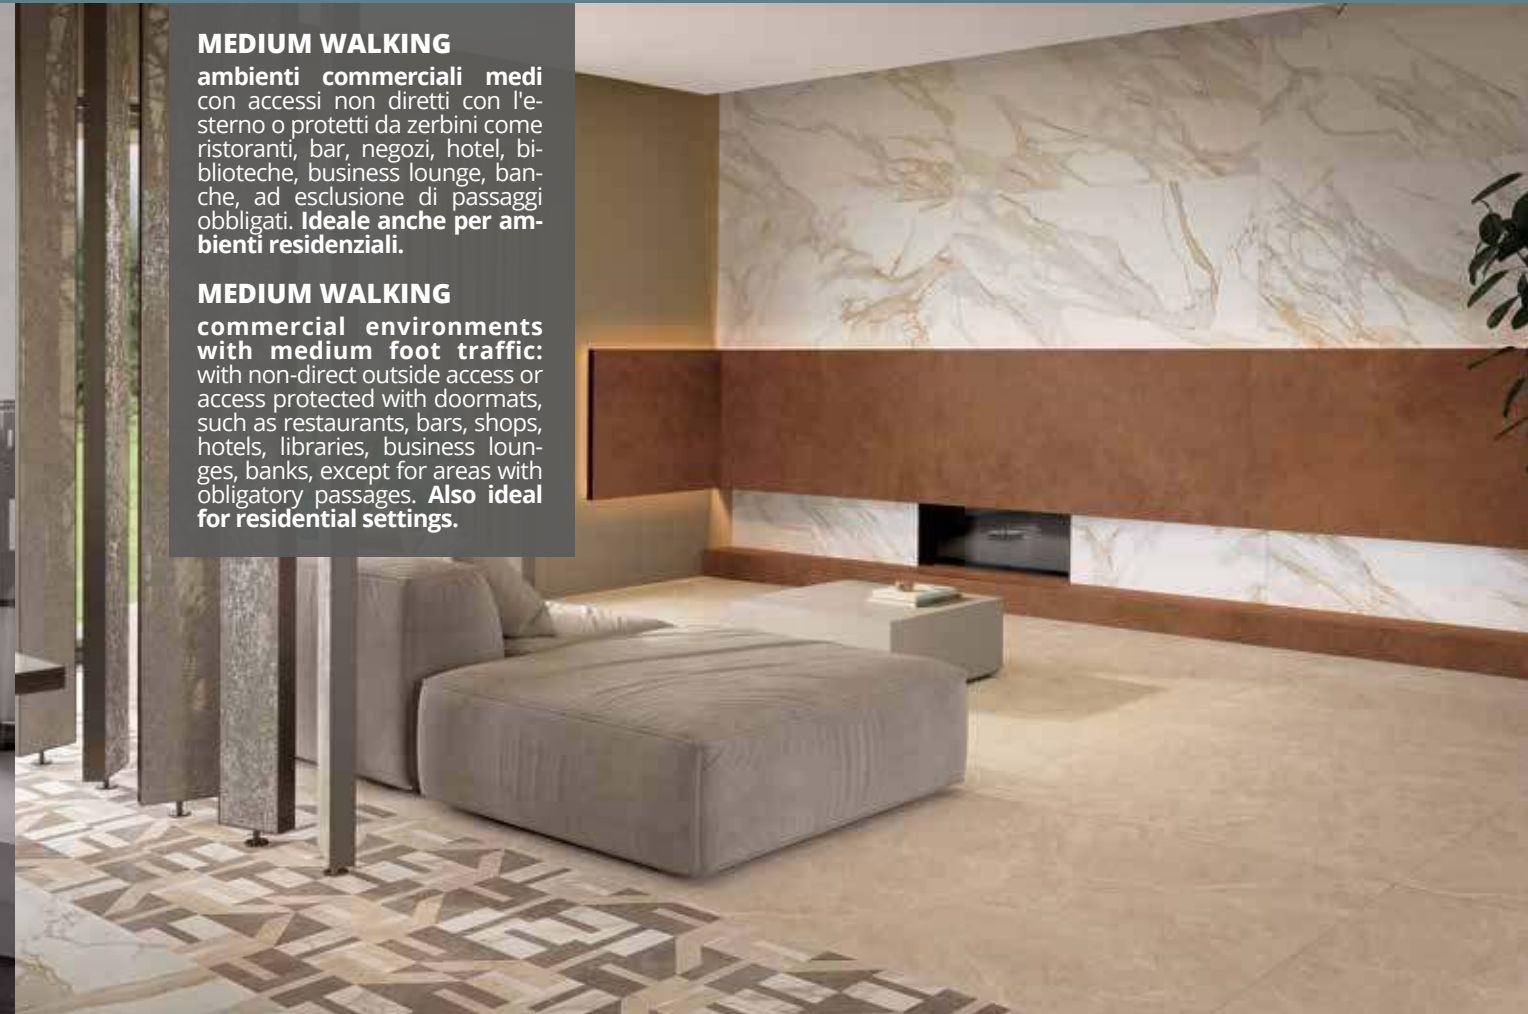 MEDIUM WALKING
ambienti commerciali medi
con accessi non diretti con l'e-
sterno o protetti da zerbini come
ristoranti, bar, negozi, hotel, bi-
blioteche, business lounge, ban-
che, ad esclusione di passaggi
obbligati. Ideale anche per am-
bienti residenziali.
MEDIUM WALKING
commercial environments
with medium foot traffic:
with non-direct outside access or
access protected with doormats,
such as restaurants, bars, shops,
hotels, libraries, business loun-
ges, banks, except for areas with
obligatory passages. Also ideal
for residential settings.